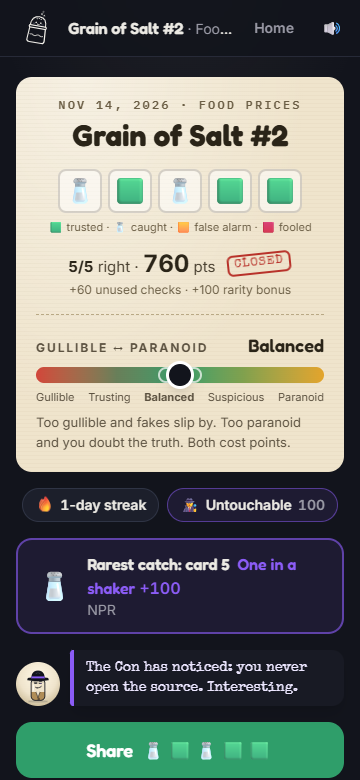 Grain of Salt #2 · Foo...
Home
NOV 14, 2026 · FOOD PRICES
Grain of Salt #2
trusted · caught · false alarm · fooled
5/5 right · 760 pts
CLOSED
+60 unused checks · +100 rarity bonus
GULLIBLE ↔ PARANOID
Balanced
Gullible Trusting Balanced Suspicious Paranoid
Too gullible and fakes slip by. Too paranoid
and you doubt the truth. Both cost points.
1-day streak
Untouchable 100
Rarest catch: card 5 One in a
shaker +100
NPR
The Con has noticed: you never
open the source. Interesting.
Share